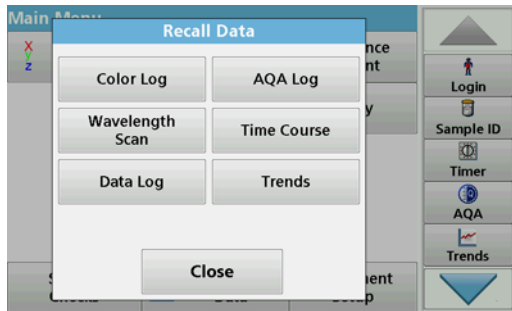 Main Menu
Recall Data
x
y
z
Color Log
AQA Log
Wavelength
Scan
Time Course
Data Log
Trends
Close
Login
Sample ID
Timer
AQA
Trends